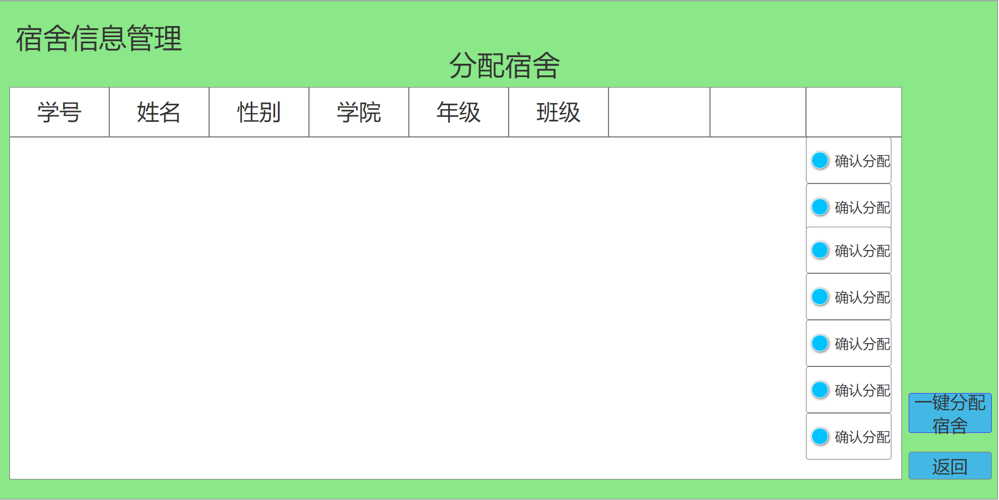 宿舍信息管理
分配宿舍
学号 姓名 性别 学院 年级 班级
确认分配
确认分配
确认分配
确认分配
确认分配
确认分配
确认分配
一键分配
宿舍
返回